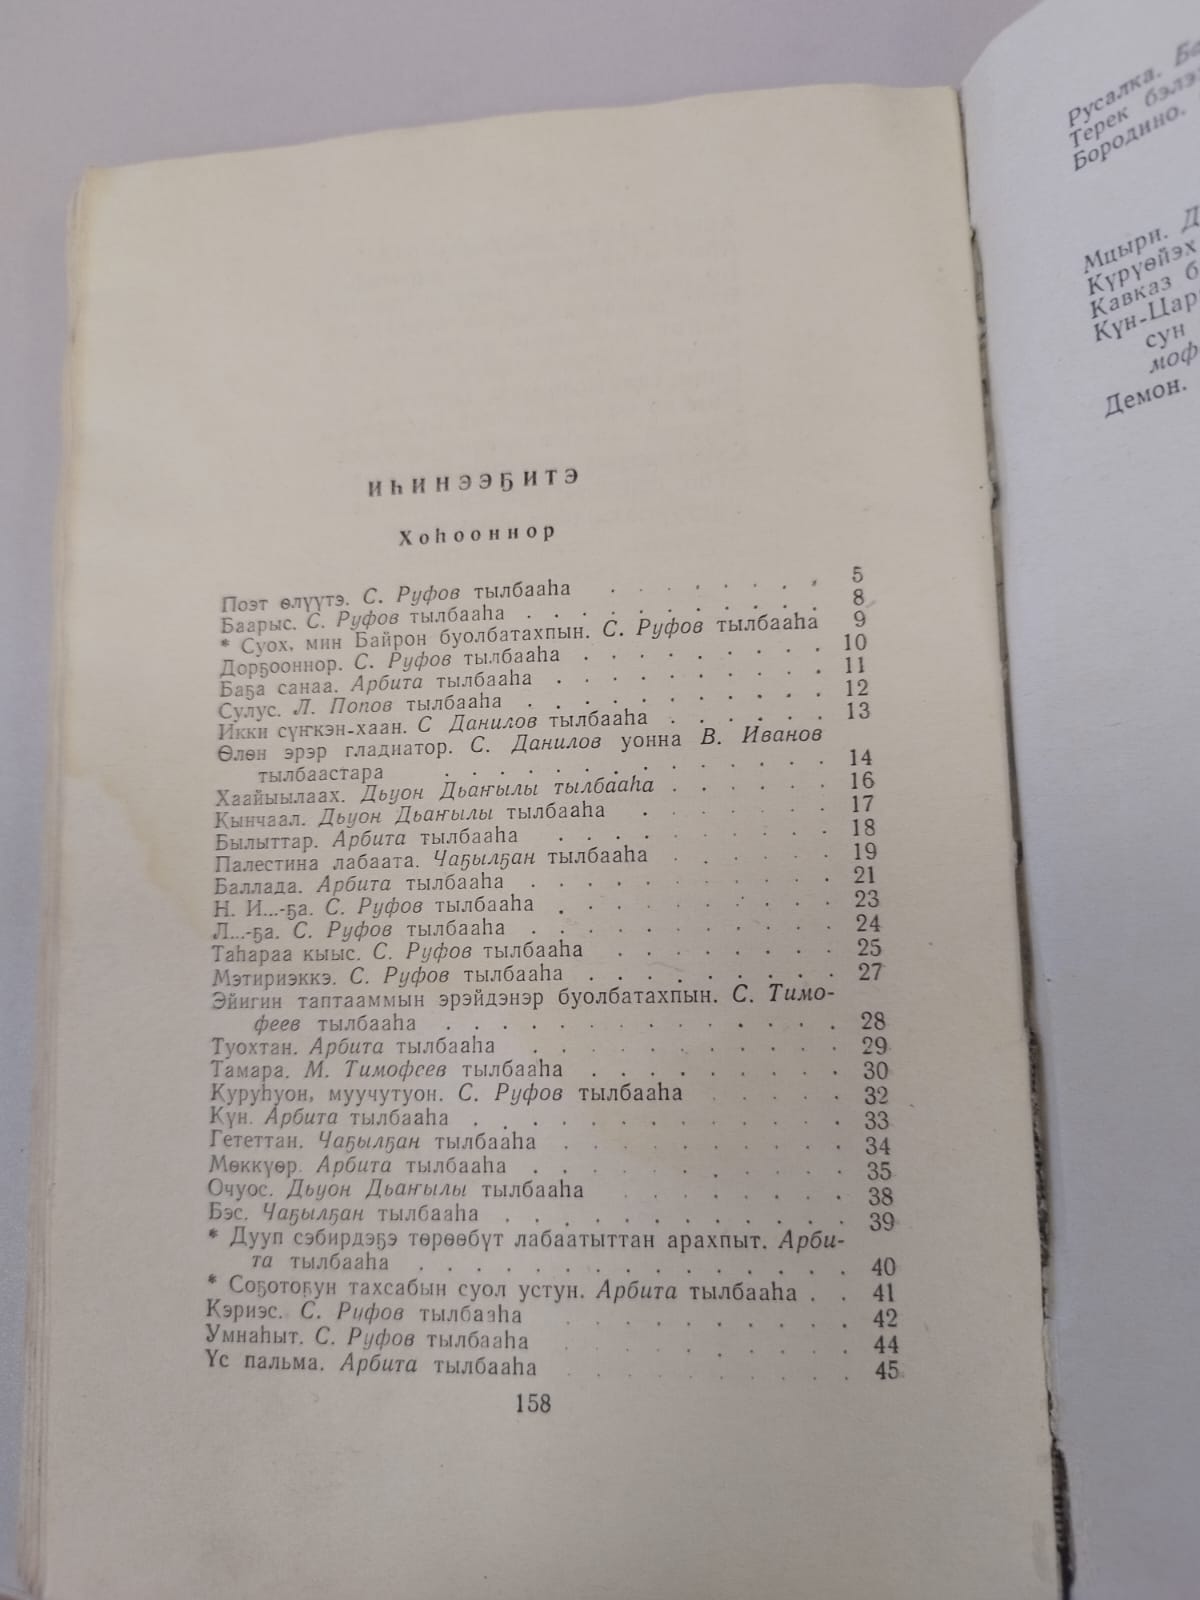 ИҺИНЭЭҔИТЭ
Хоһооннор
Поэт өлүүтэ. С. Руфов тылбааһа . . . . . . . 5
Баарыс. С. Руфов тылбааһа . . . . . . . . . 8
* Суох, мин Байрон буолбатахпын. С. Руфов тылбааһа 9
Дорҕооннор. С. Руфов тылбааһа . . . . . . . . . 10
Баҕа санаа. Арбита тылбааһа . . . . . . . . . 11
Сулус. Л. Попов тылбааһа . . . . . . . . . 12
Икки сүҥкэн-хаан. С Данилов тылбааһа . . . . . . 13
Өлөн эрэр гладиатор. С. Данилов уонна В. Иванов
тылбаастара . . . . . . . . . . . . 14
Хаайыылаах. Дьуон Дьаҥылы тылбааһа . . . . . . 16
Кынчаал. Дьуон Дьаҥылы тылбааһа . . . . . . 17
Былыттар. Арбита тылбааһа . . . . . . . . 18
Палестина лабаата. Чаҕылҕан тылбааһа . . . . . . 19
Баллада. Арбита тылбааһа . . . . . . . . . 21
Н. И...-ҕа. С. Руфов тылбааһа . . . . . . . . . 23
Л...-ҕа. С. Руфов тылбааһа . . . . . . . . . . 24
Таһараа кыыс. С. Руфов тылбааһа . . . . . . . 25
Мэтириэккэ. С. Руфов тылбааһа . . . . . . . . . 27
Эйигин таптааммын эрэйдэнэр буолбатахпын. С. Тимо-
феев тылбааһа . . . . . . . . . . . . 28
Туохтан. Арбита тылбааһа . . . . . . . . . . 29
Тамара. М. Тимофеев тылбааһа . . . . . . . . . 30
Куруһуон, муучутуон. С. Руфов тылбааһа . . . . . 32
Күн. Арбита тылбааһа . . . . . . . . . . . . 33
Гететтан. Чаҕылҕан тылбааһа . . . . . . . . . 34
Мөккүөр. Арбита тылбааһа . . . . . . . . . . 35
Очуос. Дьуон Дьаҥылы тылбааһа . . . . . . . 38
Бэс. Чаҕылҕан тылбааһа . . . . . . . . . . . 39
* Дууп сэбирдэҕэ төрөөбүт лабаатыттан арахпыт. Арби-
та тылбааһа . . . . . . . . . . . . . . 40
* Соҕотоҕун тахсабын суол устун. Арбита тылбааһа . . 41
Кэриэс. С. Руфов тылбааһа . . . . . . . . . 42
Умнаһыт. С. Руфов тылбааһа . . . . . . . . 44
Үс пальма. Арбита тылбааһа . . . . . . . . . 45
158
Русалка.
Терек
Бородино.
Мцыри.
Күрүөйэх
Кавказ
сун
Демон.